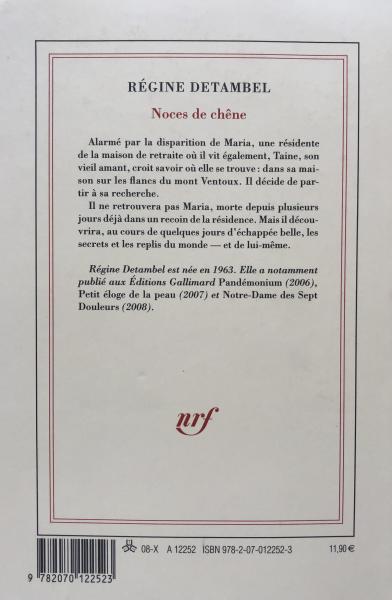 RÉGINE DETAMBEL
Noces de chêne
Alarmé par la disparition de Maria, une résidente
de la maison de retraite où il vit également, Taine, son
vieil amant, croit savoir où elle se trouve : dans sa mai-
son sur les flancs du mont Ventoux. Il décide de par-
tir à sa recherche.
Il ne retrouvera pas Maria, morte depuis plusieurs
jours déjà dans un recoin de la résidence. Mais il décou-
vrira, au cours de quelques jours d'échappée belle, les
secrets et les replis du monde — et de lui-même.
Régine Detambel est née en 1963. Elle a notamment
publié aux Éditions Gallimard Pandémonium (2006),
Petit éloge de la peau (2007) et Notre-Dame des Sept
Douleurs (2008).
nrf
08-X A 12252 ISBN 978-2-07-012252-3 11,90 €
9 782070 122523